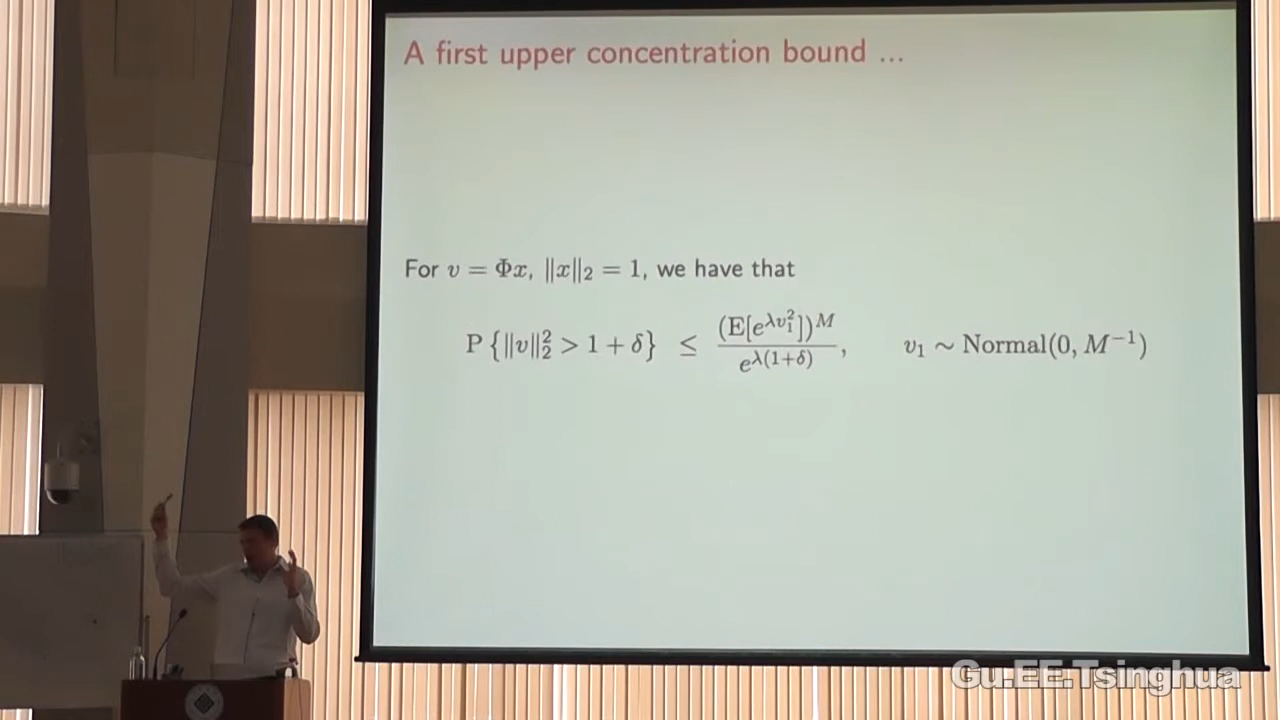 A first upper concentration bound ...
For v = Φx, ‖x‖₂ = 1, we have that
P {‖v‖₂² > 1 + δ} ≤ (E[e^{λv₁²}])^M / e^{λ(1+δ)}, v₁ ∼ Normal(0, M⁻¹)
Gu.EE.Tsinghua